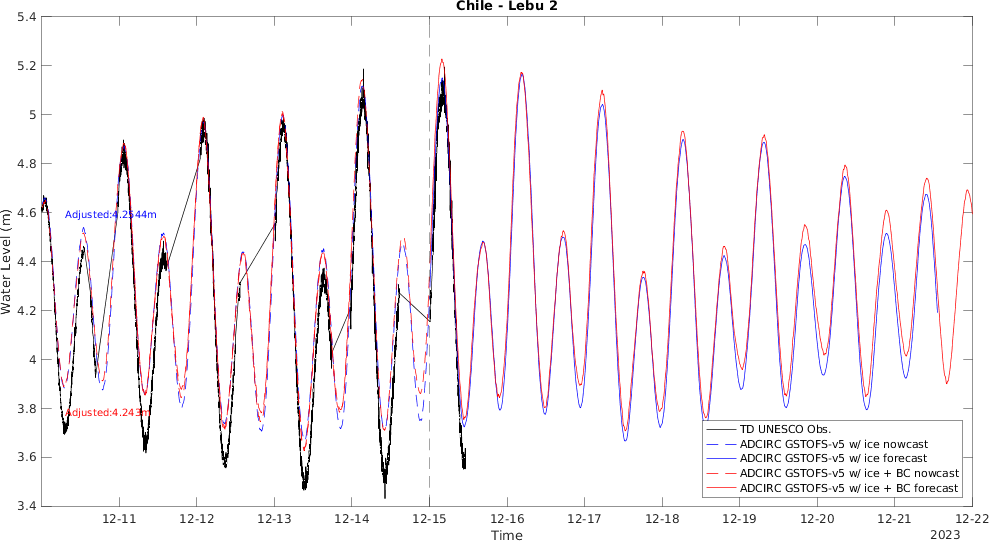 Chile - Lebu 2
5.4
5.2
5
4.8
4.6
4.4
4.2
4
3.8
3.6
3.4
Water Level (m)
Adjusted:4.2544m
Adjusted:4.243m
TD UNESCO Obs.
ADCIRC GSTOFS-v5 w/ ice nowcast
ADCIRC GSTOFS-v5 w/ ice forecast
ADCIRC GSTOFS-v5 w/ ice + BC nowcast
ADCIRC GSTOFS-v5 w/ ice + BC forecast
12-11 12-12 12-13 12-14 12-15 12-16 12-17 12-18 12-19 12-20 12-21 12-22
Time
2023